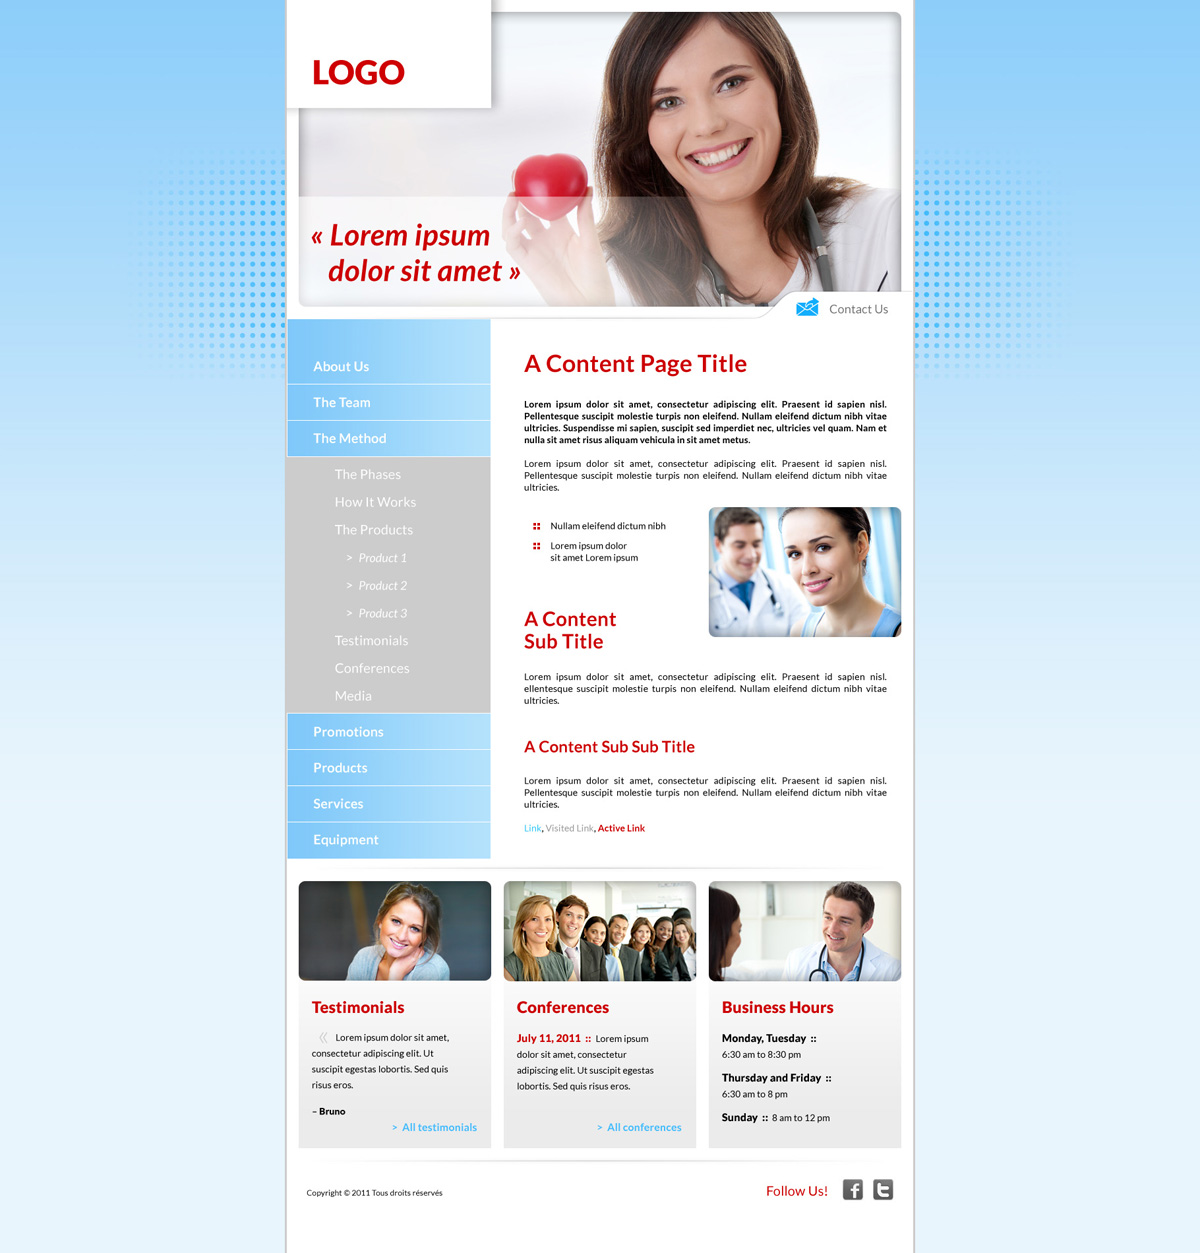 LOGO
« Lorem ipsum
dolor sit amet »
Contact Us
About Us
The Team
The Method
The Phases
How It Works
The Products
> Product 1
> Product 2
> Product 3
Testimonials
Conferences
Media
Promotions
Products
Services
Equipment
A Content Page Title
Lorem ipsum dolor sit amet, consectetur adipiscing elit. Praesent id sapien nisl.
Pellentesque suscipit molestie turpis non eleifend. Nullam eleifend dictum nibh vitae
ultricies. Suspendisse mi sapien, suscipit sed imperdiet nec, ultricies vel quam. Nam et
nulla sit amet risus aliquam vehicula in sit amet metus.
Lorem ipsum dolor sit amet, consectetur adipiscing elit. Praesent id sapien nisl.
Pellentesque suscipit molestie turpis non eleifend. Nullam eleifend dictum nibh vitae
ultricies.
Nullam eleifend dictum nibh
Lorem ipsum dolor
sit amet Lorem ipsum
A Content
Sub Title
Lorem ipsum dolor sit amet, consectetur adipiscing elit. Praesent id sapien nisl.
ellentesque suscipit molestie turpis non eleifend. Nullam eleifend dictum nibh vitae
ultricies.
A Content Sub Sub Title
Lorem ipsum dolor sit amet, consectetur adipiscing elit. Praesent id sapien nisl.
Pellentesque suscipit molestie turpis non eleifend. Nullam eleifend dictum nibh vitae
ultricies.
Link, Visited Link, Active Link
Testimonials
« Lorem ipsum dolor sit amet,
consectetur adipiscing elit. Ut
suscipit egestas lobortis. Sed quis
risus eros.
– Bruno
> All testimonials
Conferences
July 11, 2011 :: Lorem ipsum
dolor sit amet, consectetur
adipiscing elit. Ut suscipit egestas
lobortis. Sed quis risus eros.
> All conferences
Business Hours
Monday, Tuesday ::
6:30 am to 8:30 pm
Thursday and Friday ::
6:30 am to 8 pm
Sunday :: 8 am to 12 pm
Copyright © 2011 Tous droits réservés
Follow Us!